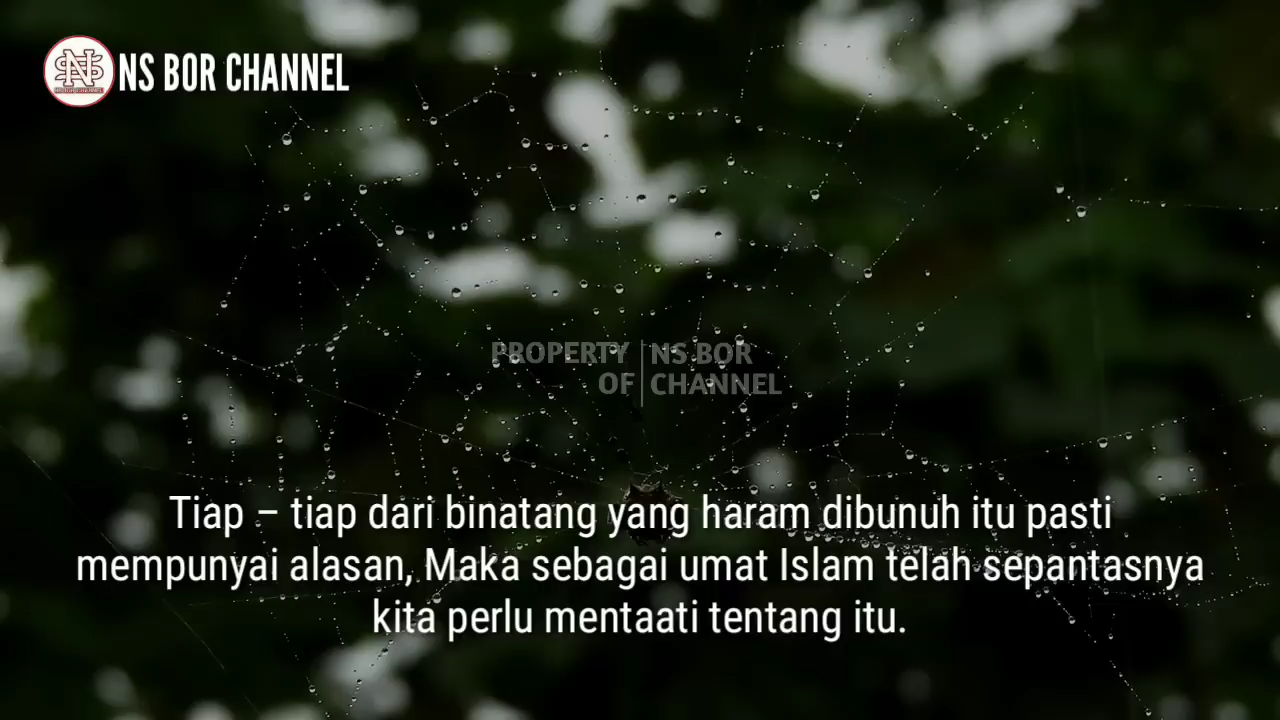 NS BOR CHANNEL
PROPERTY OF
NS BOR CHANNEL
Tiap – tiap dari binatang yang haram dibunuh itu pasti
mempunyai alasan, Maka sebagai umat Islam telah sepantasnya
kita perlu mentaati tentang itu.